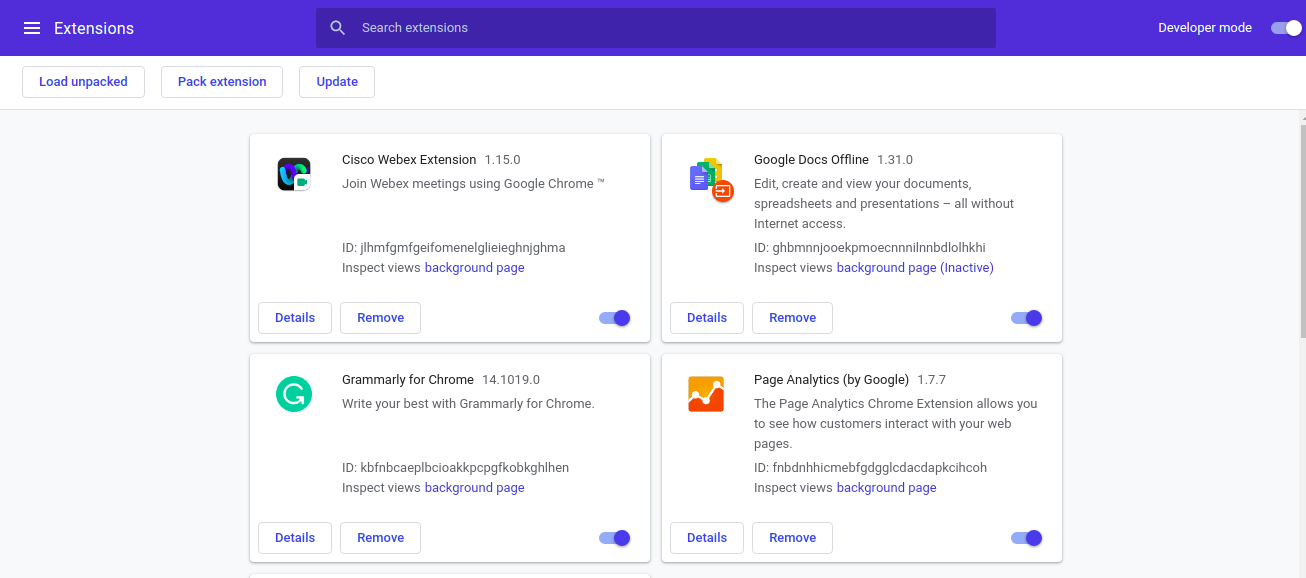 Extensions
Search extensions
Developer mode
Load unpacked
Pack extension
Update
Cisco Webex Extension 1.15.0
Join Webex meetings using Google Chrome ™
ID: jlhmfgmfgeifomenelglieieghnjghma
Inspect views background page
Details
Remove
Google Docs Offline 1.31.0
Edit, create and view your documents,
spreadsheets and presentations – all without
Internet access.
ID: ghbmnnjooekpmoecnnnilnnbdlolhkhi
Inspect views background page (Inactive)
Details
Remove
Grammarly for Chrome 14.1019.0
Write your best with Grammarly for Chrome.
ID: kbfnbcaeplbcioakkpcpgfkobkghlhen
Inspect views background page
Details
Remove
Page Analytics (by Google) 1.7.7
The Page Analytics Chrome Extension allows you
to see how customers interact with your web
pages.
ID: fnbdnhhicmebfgdgglcdacdapkcihcoh
Inspect views background page
Details
Remove